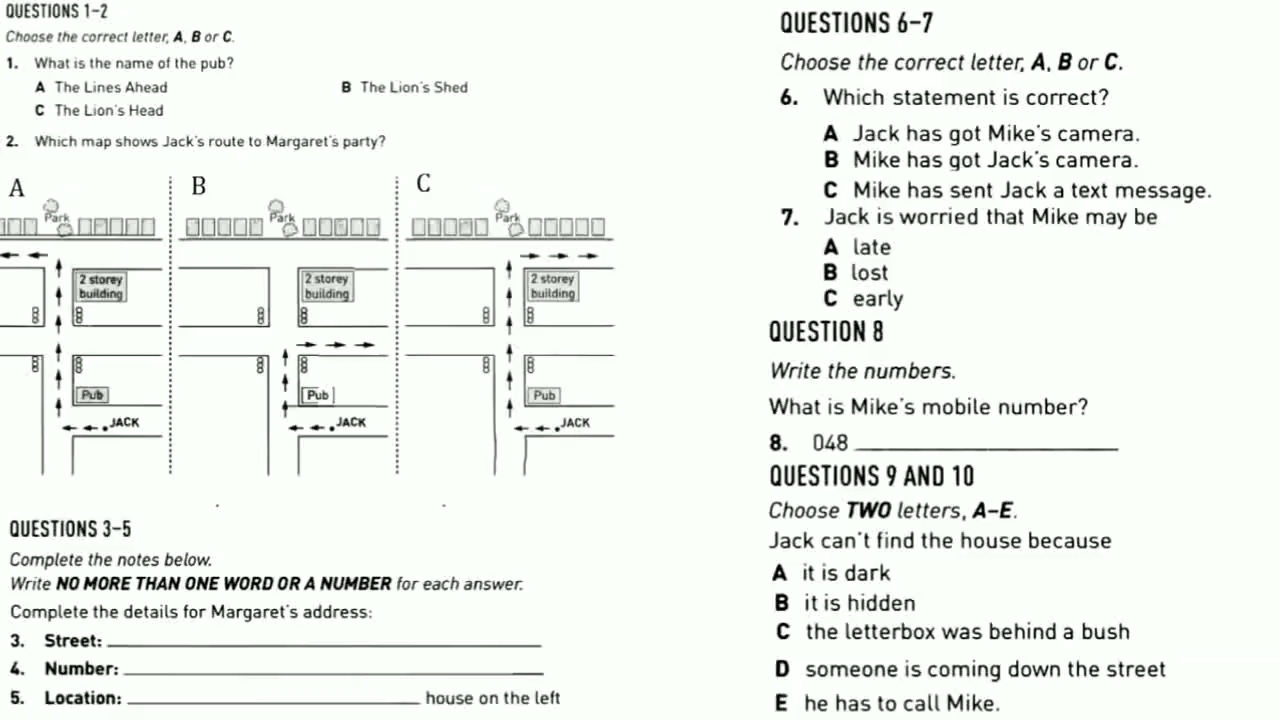 QUESTIONS 1–2
Choose the correct letter, A, B or C.
1. What is the name of the pub?
A The Lines Ahead
B The Lion's Shed
C The Lion's Head
2. Which map shows Jack's route to Margaret's party?
A
B
C
Park
Park
Park
2 storey
building
2 storey
building
2 storey
building
Pub
Pub
Pub
JACK
JACK
JACK
QUESTIONS 3–5
Complete the notes below.
Write NO MORE THAN ONE WORD OR A NUMBER for each answer.
Complete the details for Margaret's address:
3. Street:
4. Number:
5. Location: house on the left
QUESTIONS 6–7
Choose the correct letter, A, B or C.
6. Which statement is correct?
A Jack has got Mike's camera.
B Mike has got Jack's camera.
C Mike has sent Jack a text message.
7. Jack is worried that Mike may be
A late
B lost
C early
QUESTION 8
Write the numbers.
What is Mike's mobile number?
8. 048
QUESTIONS 9 AND 10
Choose TWO letters, A–E.
Jack can't find the house because
A it is dark
B it is hidden
C the letterbox was behind a bush
D someone is coming down the street
E he has to call Mike.